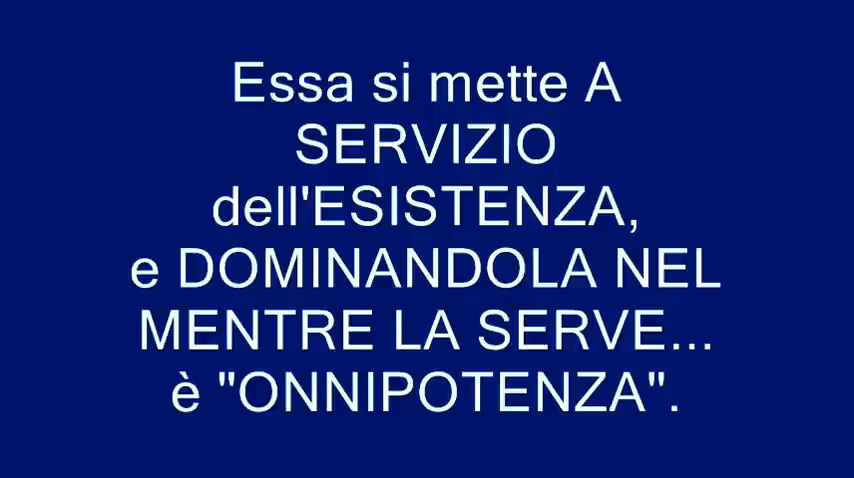 Essa si mette A
SERVIZIO
dell'ESISTENZA,
e DOMINANDOLA NEL
MENTRE LA SERVE...
è "ONNIPOTENZA".